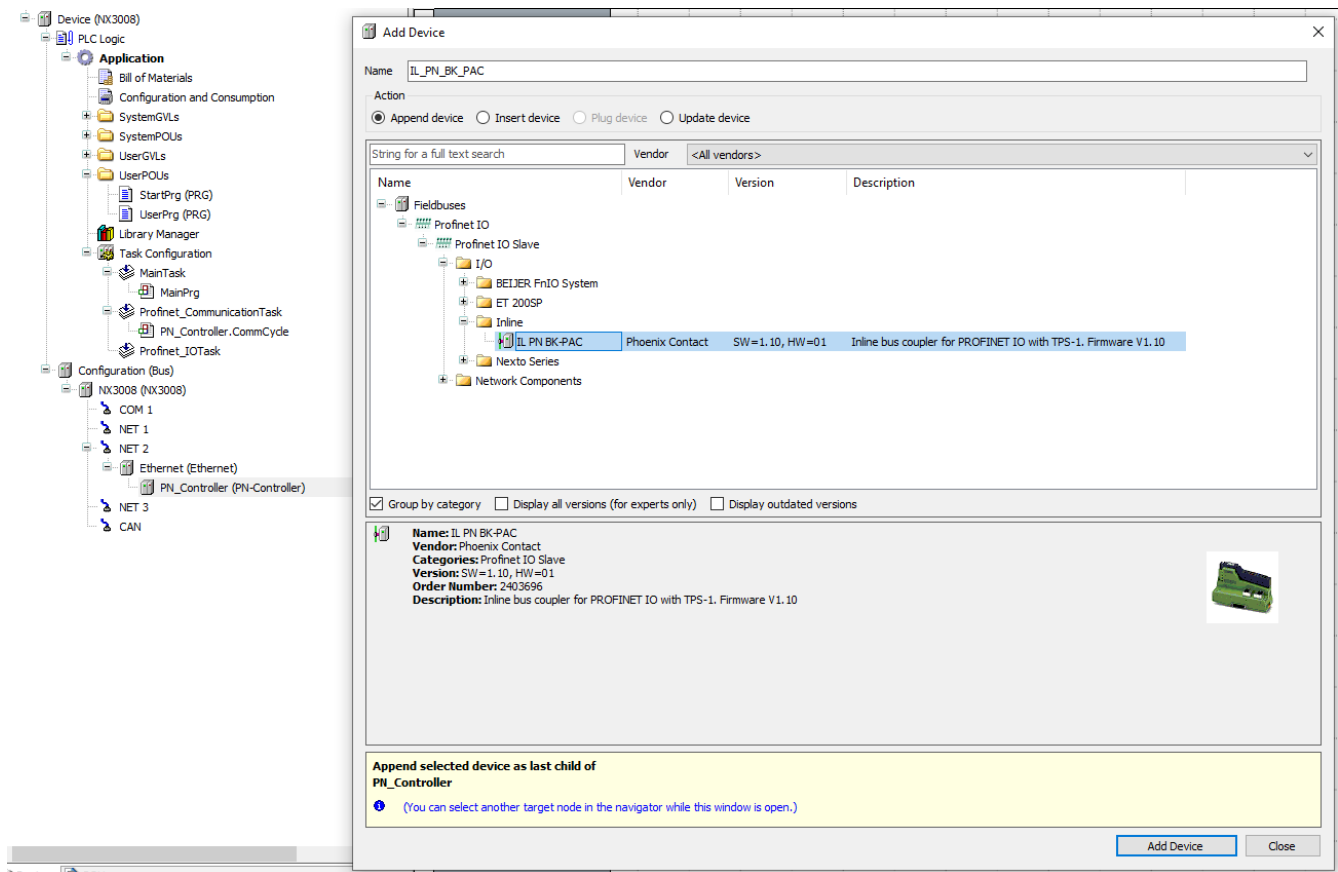 Device (NX3008)
PLC Logic
Application
Bill of Materials
Configuration and Consumption
SystemGVLs
SystemPOUs
UserGVLs
UserPOUs
StartPrg (PRG)
UserPrg (PRG)
Library Manager
Task Configuration
MainTask
MainPrg
Profinet_CommunicationTask
PN_Controller.CommCycle
Profinet_IOTask
Configuration (Bus)
NX3008 (NX3008)
COM 1
NET 1
NET 2
Ethernet (Ethernet)
PN_Controller (PN-Controller)
NET 3
CAN
Add Device
Name IL_PN_BK_PAC
Action
Append device Insert device Plug device Update device
String for a full text search Vendor <All vendors>
Name Vendor Version Description
Fieldbuses
Profinet IO
Profinet IO Slave
I/O
BEIJER FnIO System
ET 200SP
Inline
IL PN BK-PAC Phoenix Contact SW=1.10, HW=01 Inline bus coupler for PROFINET IO with TPS-1. Firmware V1.10
Nexto Series
Network Components
Group by category Display all versions (for experts only) Display outdated versions
Name: IL PN BK-PAC
Vendor: Phoenix Contact
Categories: Profinet IO Slave
Version: SW=1.10, HW=01
Order Number: 2403696
Description: Inline bus coupler for PROFINET IO with TPS-1. Firmware V1.10
Append selected device as last child of
PN_Controller
(You can select another target node in the navigator while this window is open.)
Add Device Close